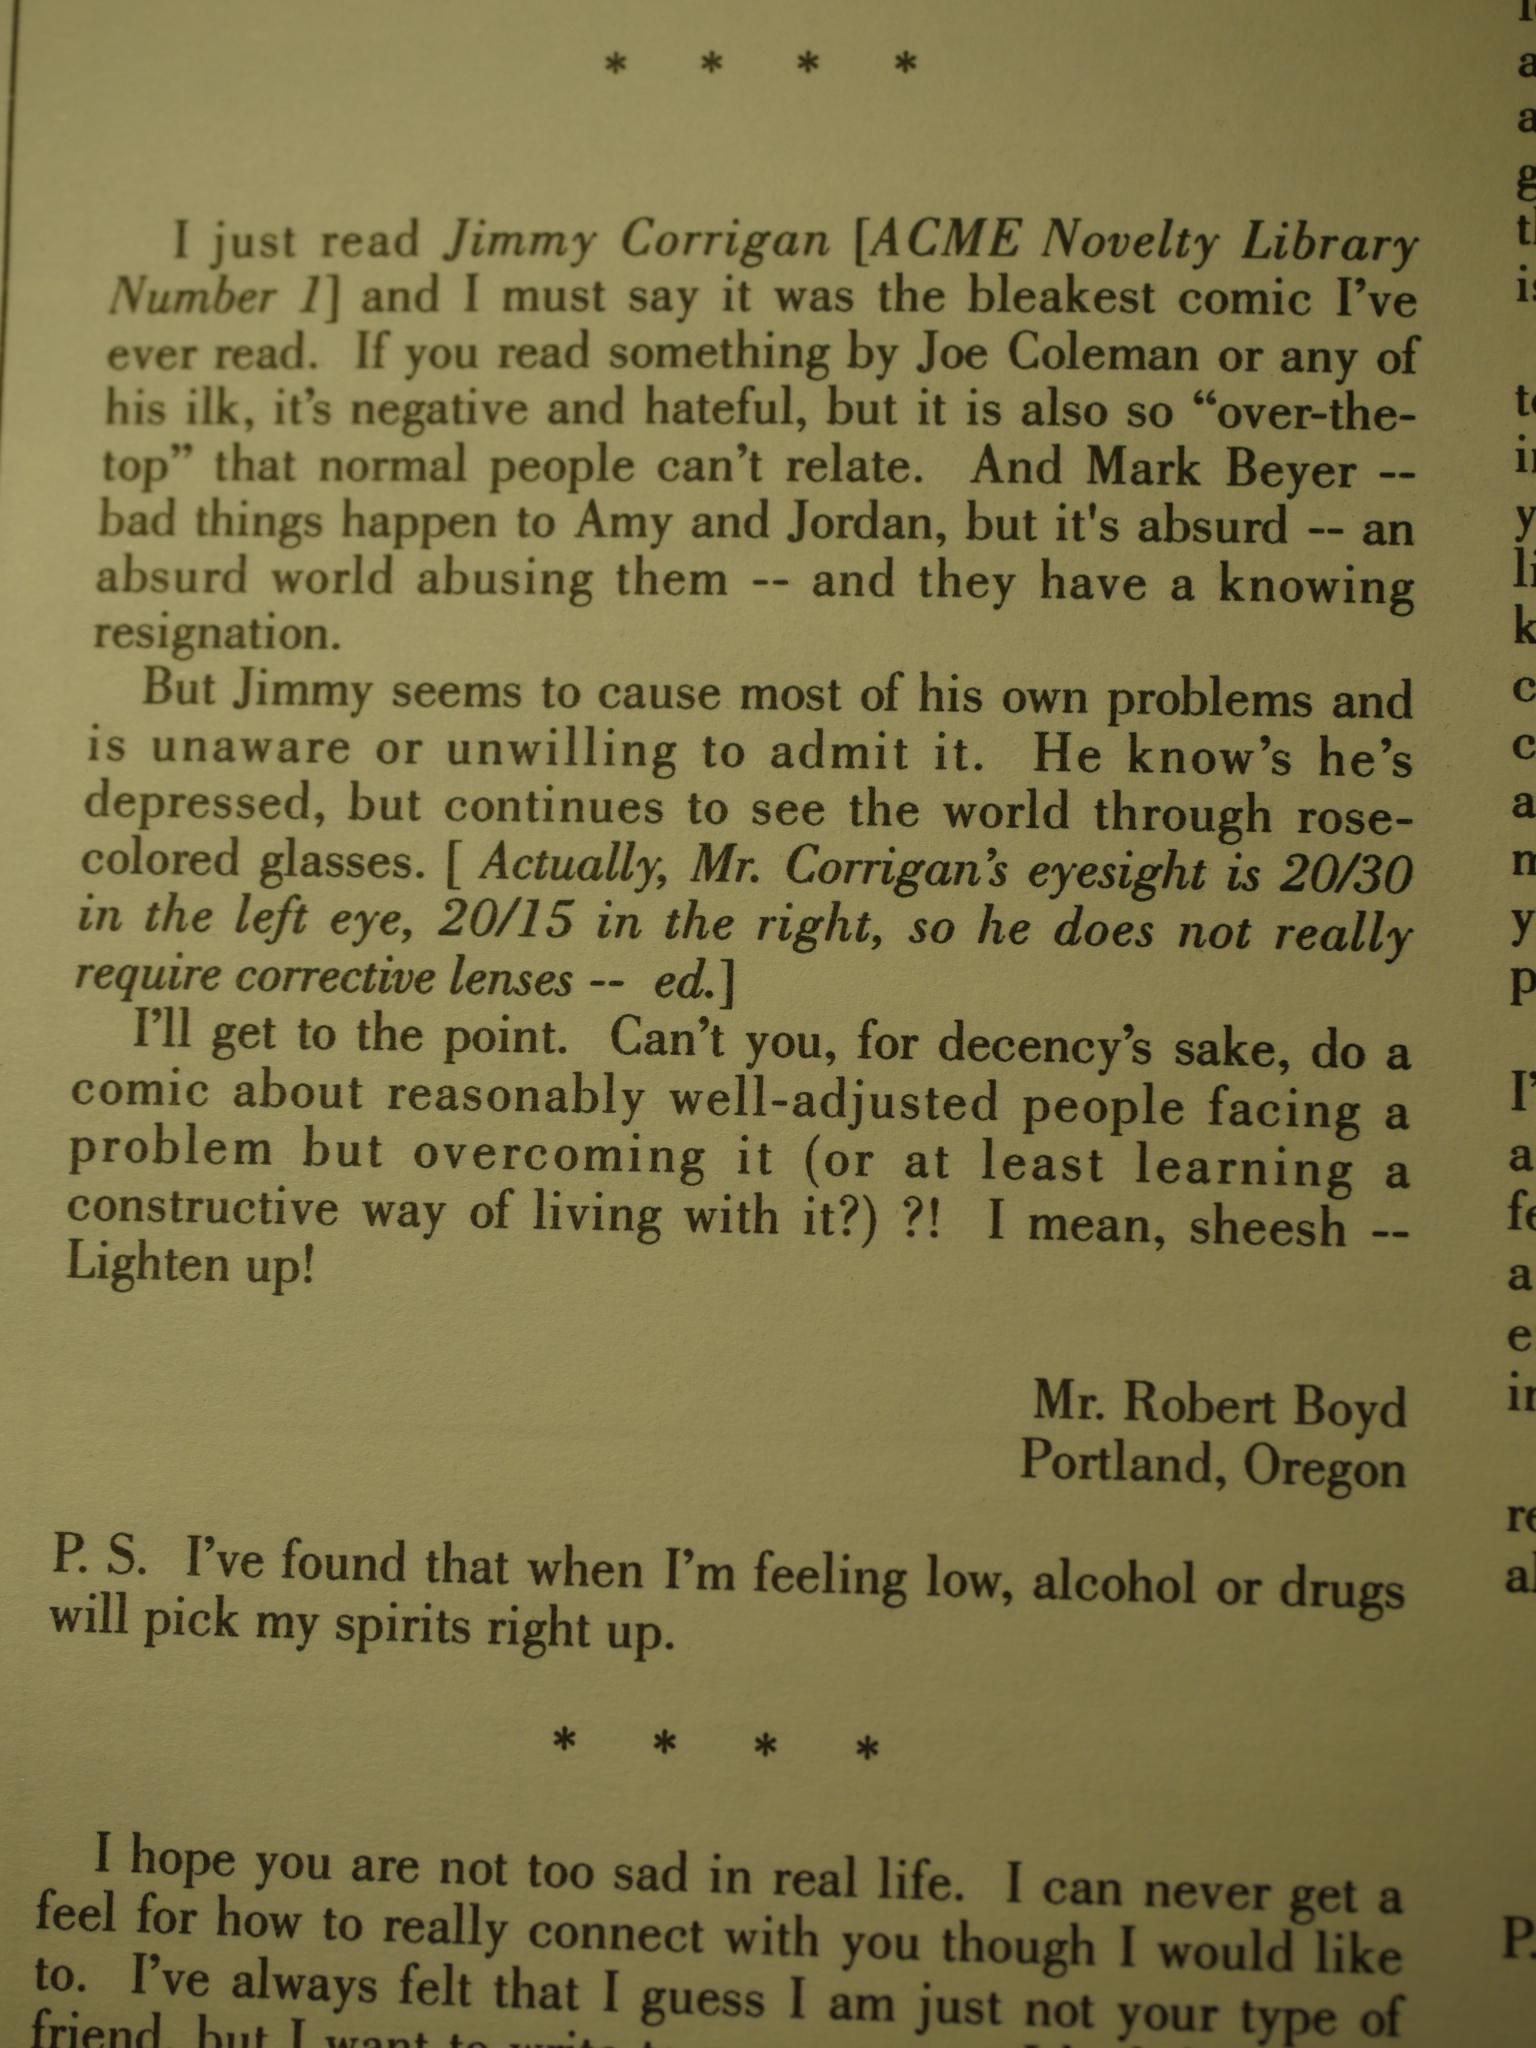 * * * *
I just read Jimmy Corrigan [ACME Novelty Library
Number 1] and I must say it was the bleakest comic I've
ever read. If you read something by Joe Coleman or any of
his ilk, it's negative and hateful, but it is also so “over-the-
top” that normal people can't relate. And Mark Beyer --
bad things happen to Amy and Jordan, but it's absurd -- an
absurd world abusing them -- and they have a knowing
resignation.
But Jimmy seems to cause most of his own problems and
is unaware or unwilling to admit it. He know's he's
depressed, but continues to see the world through rose-
colored glasses. [ Actually, Mr. Corrigan's eyesight is 20/30
in the left eye, 20/15 in the right, so he does not really
require corrective lenses -- ed.]
I'll get to the point. Can't you, for decency's sake, do a
comic about reasonably well-adjusted people facing a
problem but overcoming it (or at least learning a
constructive way of living with it?) ?! I mean, sheesh --
Lighten up!
Mr. Robert Boyd
Portland, Oregon
P. S. I've found that when I'm feeling low, alcohol or drugs
will pick my spirits right up.
* * * *
I hope you are not too sad in real life. I can never get a
feel for how to really connect with you though I would like
to. I've always felt that I guess I am just not your type of
friend, but I want to write